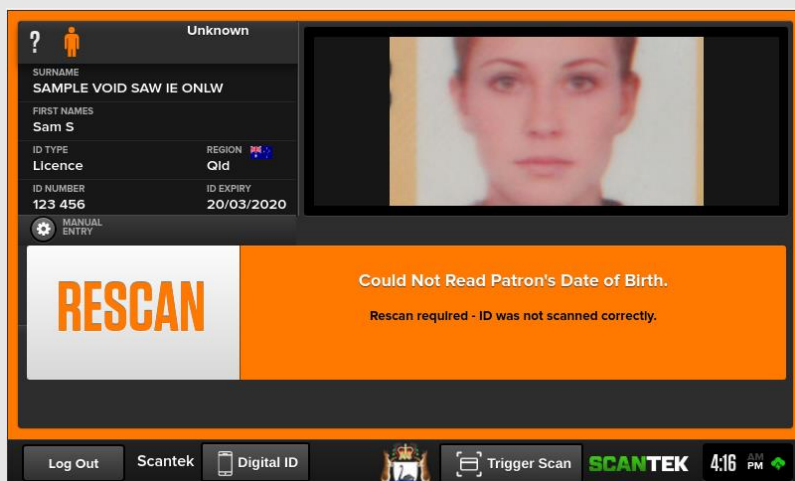 ? Unknown
SURNAME
SAMPLE VOID SAW IE ONLW
FIRST NAMES
Sam S
ID TYPE REGION
Licence Qld
ID NUMBER ID EXPIRY
123 456 20/03/2020
MANUAL
ENTRY
RESCAN
Could Not Read Patron's Date of Birth.
Rescan required - ID was not scanned correctly.
Log Out Scantek Digital ID Trigger Scan SCANTEK 4:16 AM PM